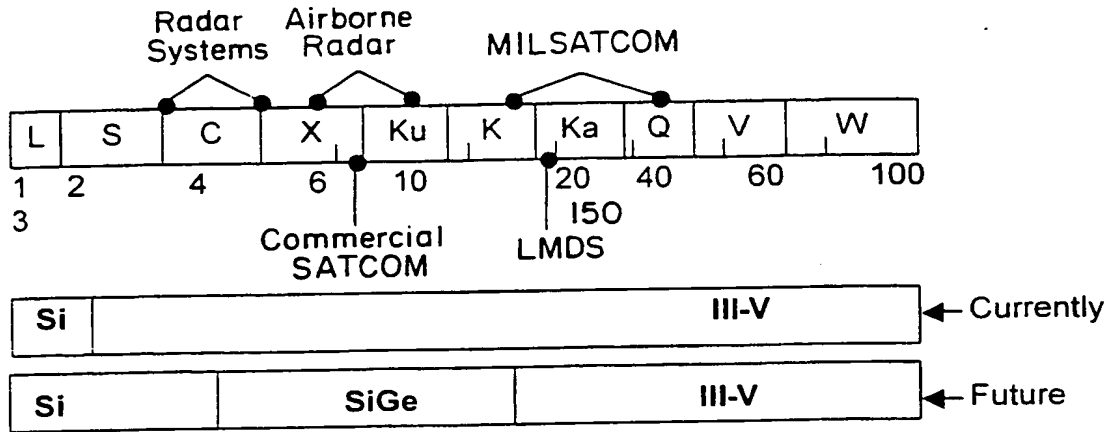 Radar Systems
Airborne Radar
MILSATCOM
L S C X Ku K Ka Q V W
1 2 4 6 10 20 40 60 100
3 150
Commercial SATCOM
LMDS
Si III-V Currently
Si SiGe III-V Future